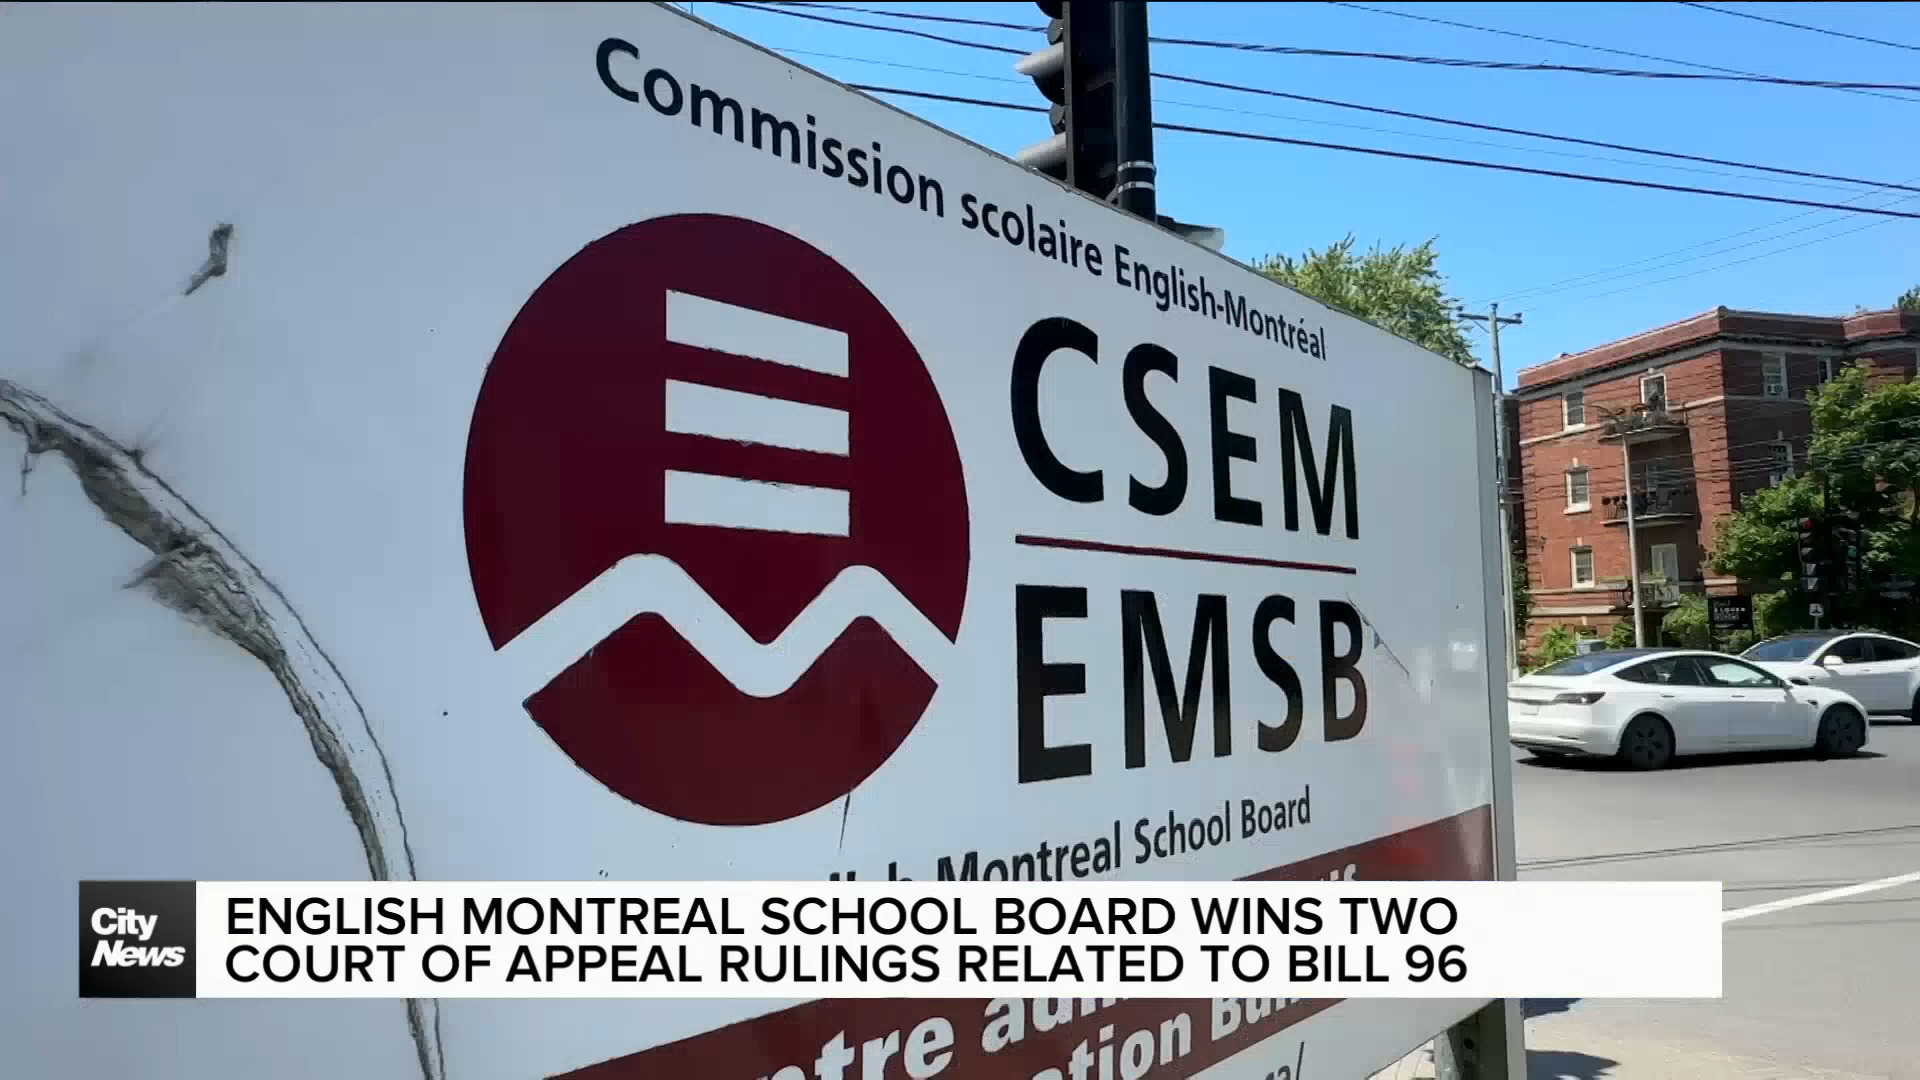 Commission scolaire English-Montréal
CSEM
EMSB
Montreal School Board
City
News
ENGLISH MONTREAL SCHOOL BOARD WINS TWO
COURT OF APPEAL RULINGS RELATED TO BILL 96